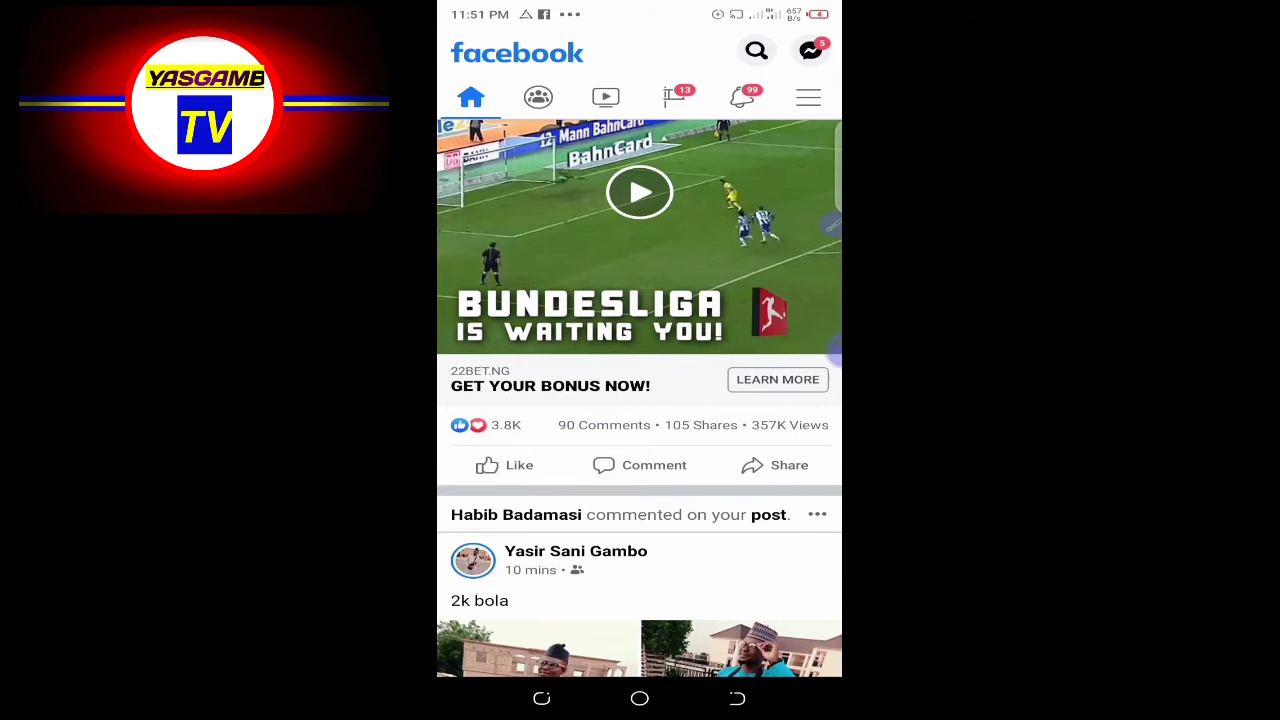 YASGAMB
TV
11:51 PM
657
B/s
4
facebook
5
13
99
Mann BahnCard
BahnCard
BUNDESLIGA
IS WAITING YOU!
22BET.NG
GET YOUR BONUS NOW!
LEARN MORE
3.8K
90 Comments • 105 Shares • 357K Views
Like
Comment
Share
Habib Badamasi commented on your post.
Yasir Sani Gambo
10 mins •
2k bola